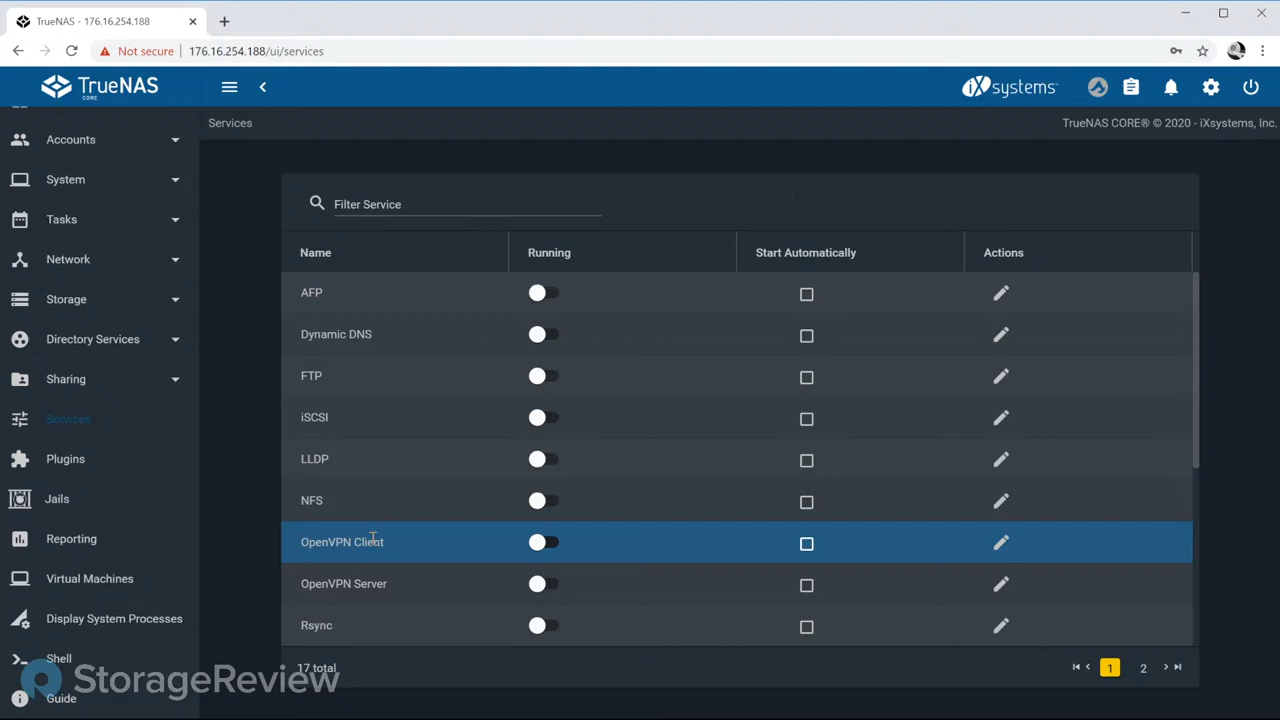 TrueNAS - 176.16.254.188
Not secure
176.16.254.188/ui/services
TrueNAS
CORE
iXsystems
Services
TrueNAS CORE® © 2020 - iXsystems, Inc.
Accounts
System
Tasks
Network
Storage
Directory Services
Sharing
Services
Plugins
Jails
Reporting
Virtual Machines
Display System Processes
Shell
Guide
Filter Service
Name
Running
Start Automatically
Actions
AFP
Dynamic DNS
FTP
iSCSI
LLDP
NFS
OpenVPN Client
OpenVPN Server
Rsync
17 total
1
2
StorageReview